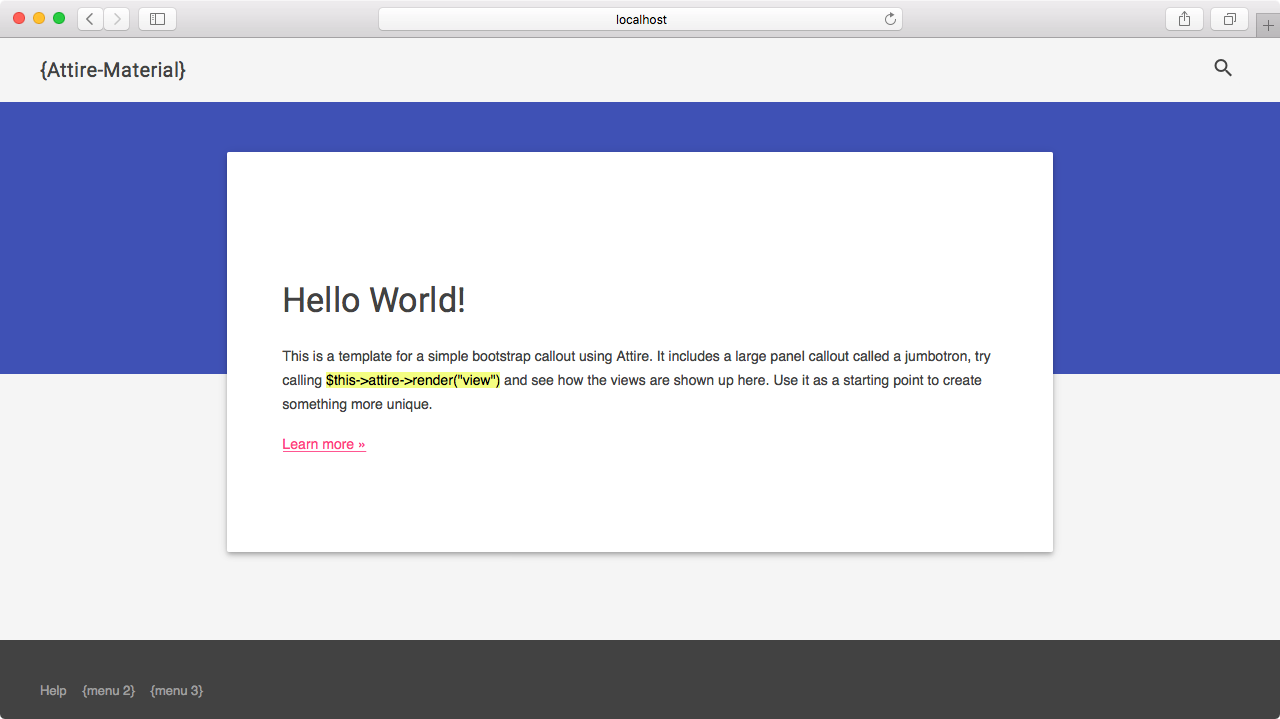 localhost
{Attire-Material}
Hello World!
This is a template for a simple bootstrap callout using Attire. It includes a large panel callout called a jumbotron, try
calling $this->attire->render("view") and see how the views are shown up here. Use it as a starting point to create
something more unique.
Learn more »
Help {menu 2} {menu 3}